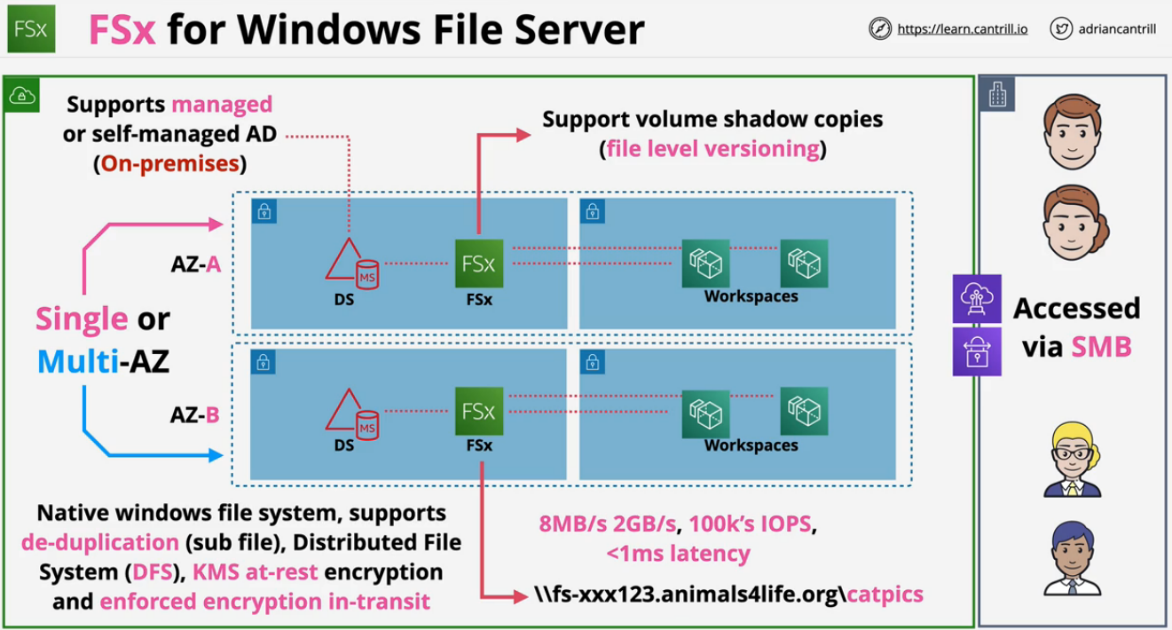 FSx
FSx for Windows File Server
https://learn.cantrill.io
adriancantrill
Supports managed
or self-managed AD
(On-premises)
Support volume shadow copies
(file level versioning)
AZ-A
MS
DS
FSx
FSx
Workspaces
Single or
Multi-AZ
AZ-B
MS
DS
FSx
FSx
Workspaces
Accessed
via SMB
Native windows file system, supports
de-duplication (sub file), Distributed File
System (DFS), KMS at-rest encryption
and enforced encryption in-transit
8MB/s 2GB/s, 100k's IOPS,
<1ms latency
\\fs-xxx123.animals4life.org\catpics